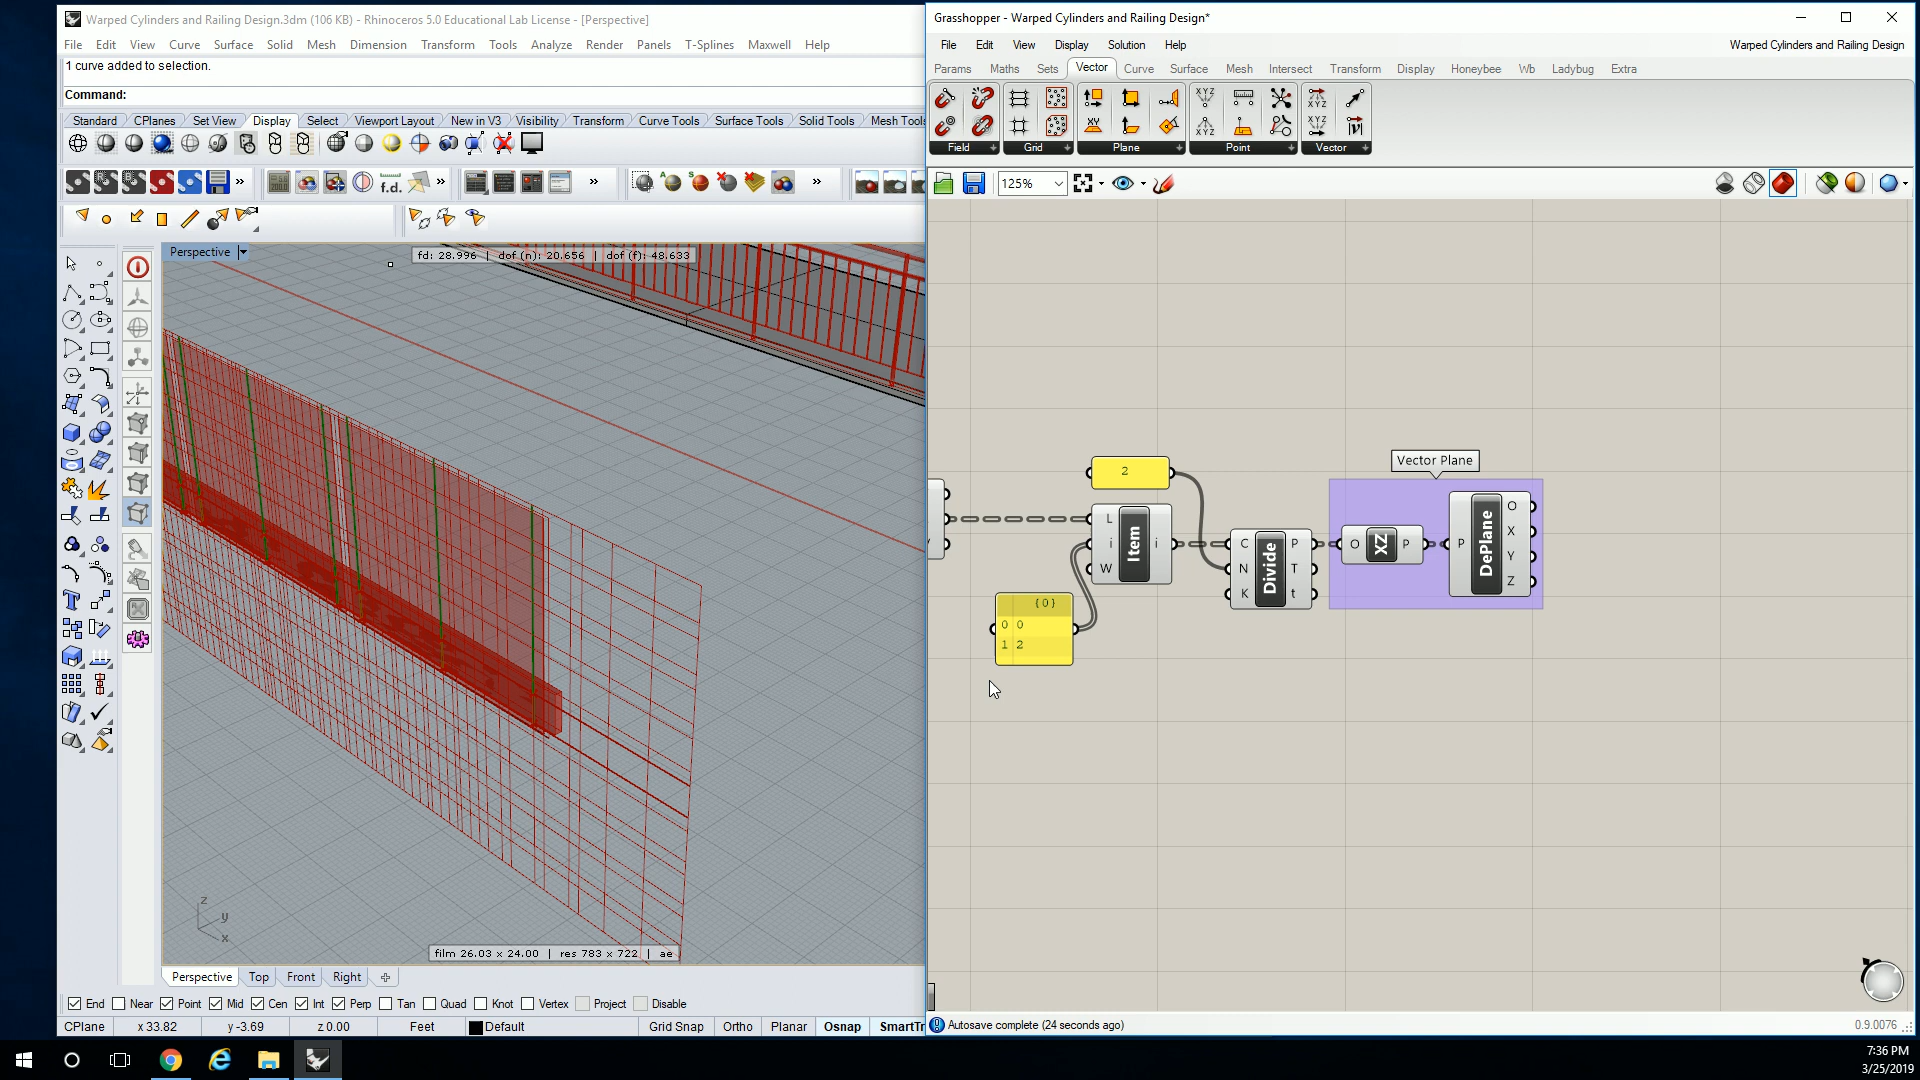 Warped Cylinders and Railing Design.3dm (106 KB) - Rhinoceros 5.0 Educational Lab License - [Perspective]
File Edit View Curve Surface Solid Mesh Dimension Transform Tools Analyze Render Panels T-Splines Maxwell Help
1 curve added to selection.
Command:
Standard CPlanes Set View Display Select Viewport Layout New in V3 Visibility Transform Curve Tools Surface Tools Solid Tools Mesh Tools
f.d.
Perspective
fd: 28.996 | dof (n): 20.656 | dof (f): 48.633
z
y
x
film 26.03 x 24.00 | res 783 x 722 | ae
Perspective Top Front Right
End Near Point Mid Cen Int Perp Tan Quad Knot Vertex Project Disable
CPlane x 33.82 y -3.69 z 0.00 Feet Default Grid Snap Ortho Planar Osnap SmartTr
Grasshopper - Warped Cylinders and Railing Design*
File Edit View Display Solution Help
Warped Cylinders and Railing Design
Params Maths Sets Vector Curve Surface Mesh Intersect Transform Display Honeybee Wb Ladybug Extra
Field Grid Plane Point Vector
125%
Vector Plane
2
L
i
W
Item
i
C
N
K
Divide
P
T
t
O
XZ
P
P
DePlane
O
X
Y
Z
{0}
0 0
1 2
Autosave complete (24 seconds ago)
0.9.0076
7:36 PM
3/25/2019